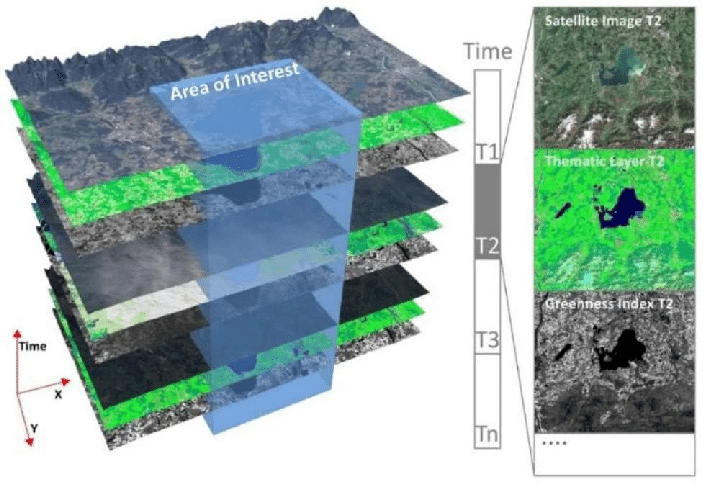 Area of Interest
Time
X
Y
Time
T1
T2
T3
Tn
Satellite Image T2
Thematic Layer T2
Greenness Index T2
....